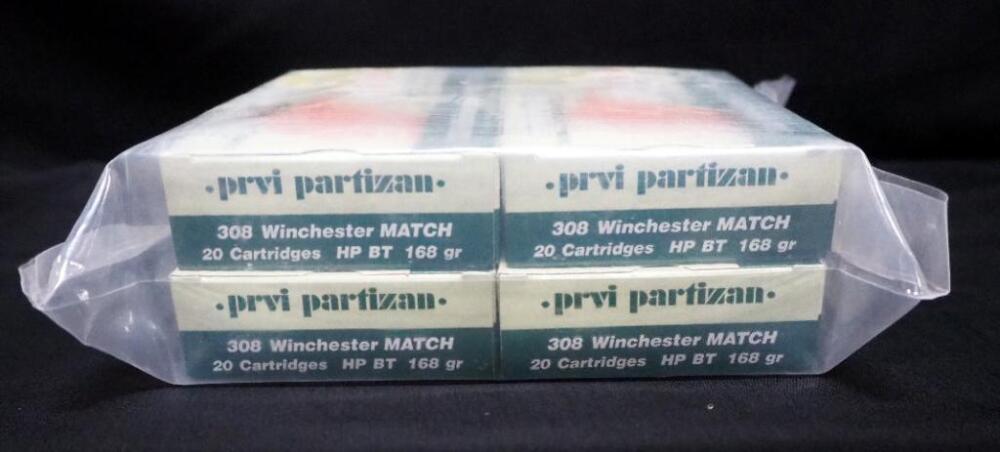 •prvi partizan•
308 Winchester MATCH
20 Cartridges HP BT 168 gr
•prvi partizan•
308 Winchester MATCH
20 Cartridges HP BT 168 gr
•prvi partizan•
308 Winchester MATCH
20 Cartridges HP BT 168 gr
•prvi partizan•
308 Winchester MATCH
20 Cartridges HP BT 168 gr